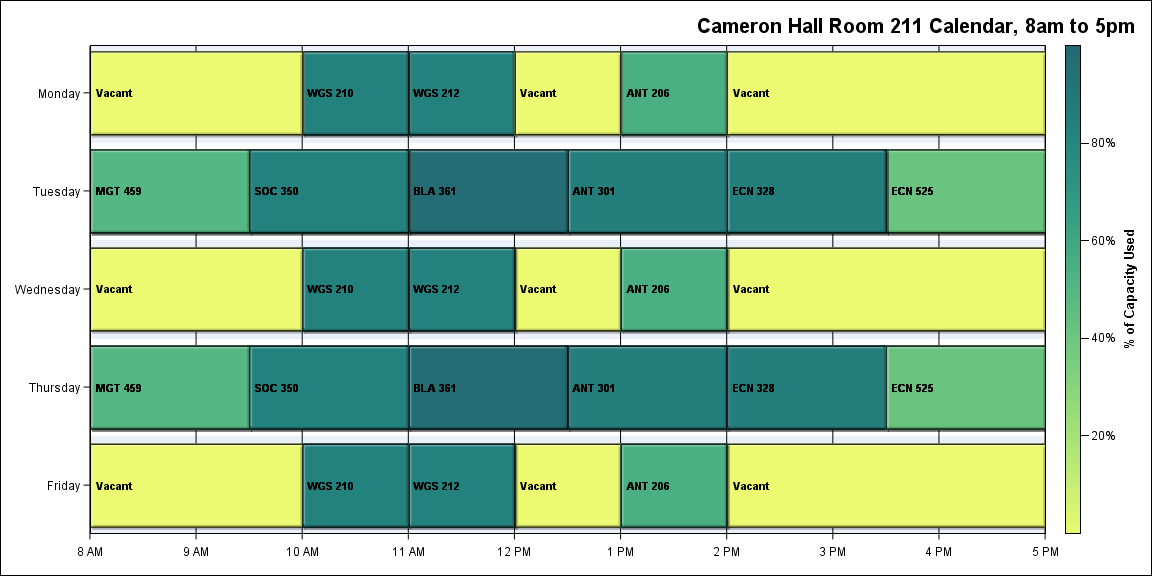 Cameron Hall Room 211 Calendar, 8am to 5pm
Monday
Vacant
WGS 210
WGS 212
Vacant
ANT 206
Vacant
Tuesday
MGT 459
SOC 350
BLA 361
ANT 301
ECN 328
ECN 525
Wednesday
Vacant
WGS 210
WGS 212
Vacant
ANT 206
Vacant
Thursday
MGT 459
SOC 350
BLA 361
ANT 301
ECN 328
ECN 525
Friday
Vacant
WGS 210
WGS 212
Vacant
ANT 206
Vacant
8 AM
9 AM
10 AM
11 AM
12 PM
1 PM
2 PM
3 PM
4 PM
5 PM
80%
60%
40%
20%
% of Capacity Used